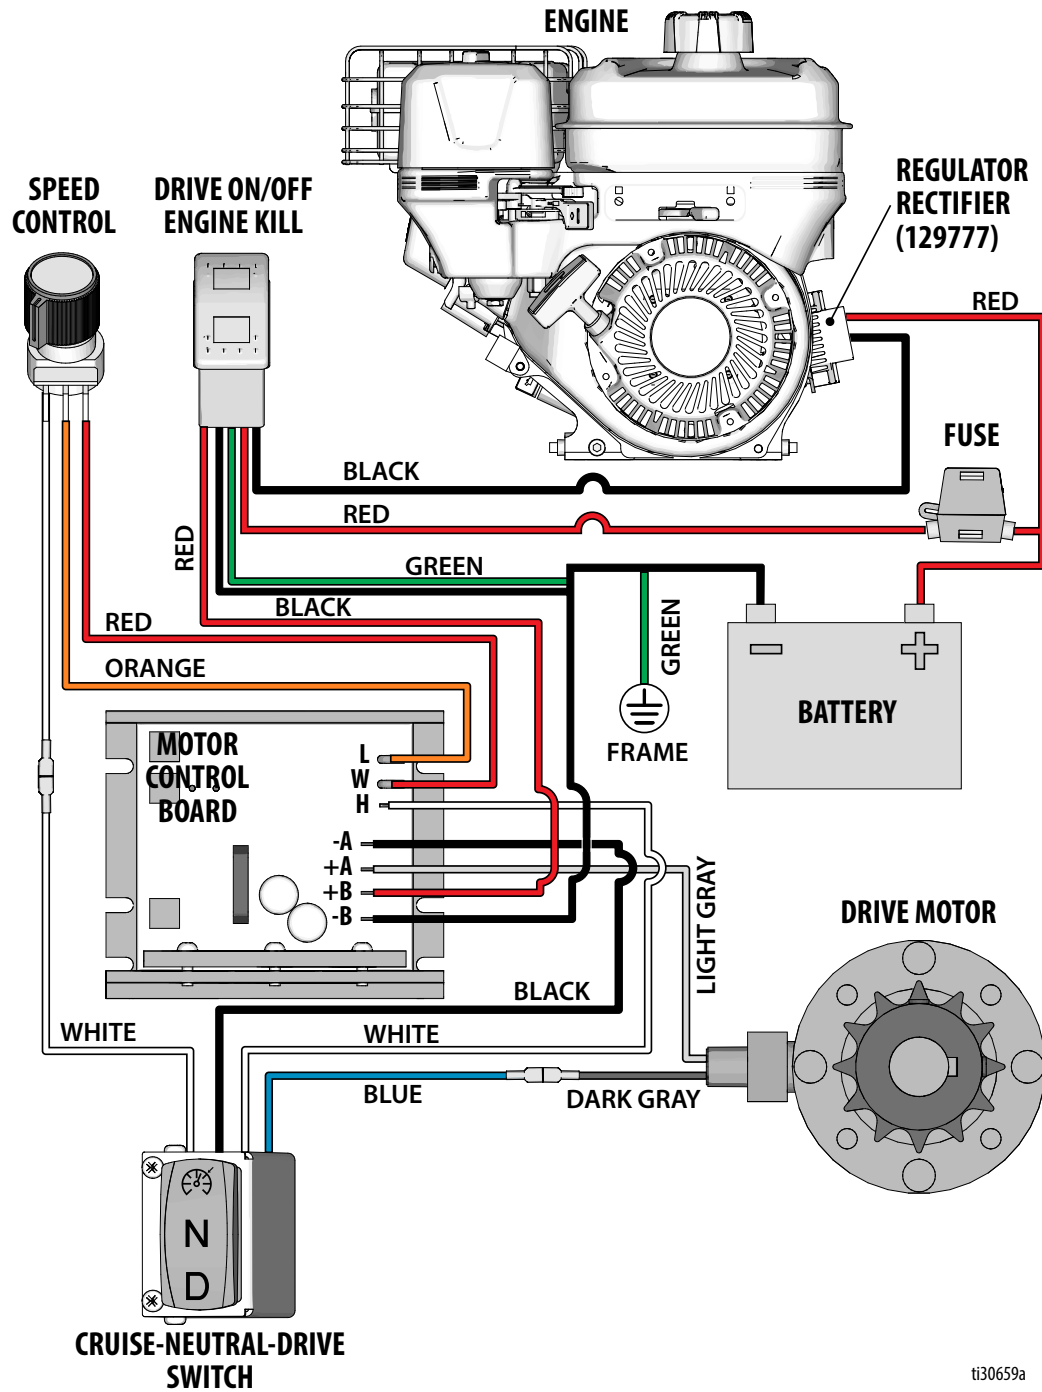 ENGINE
SPEED
CONTROL
DRIVE ON/OFF
ENGINE KILL
REGULATOR
RECTIFIER
(129777)
RED
FUSE
BLACK
RED
RED
GREEN
BLACK
RED
ORANGE
GREEN
FRAME
BATTERY
MOTOR
CONTROL
BOARD
L
W
H
-A
+A
+B
-B
LIGHT GRAY
DRIVE MOTOR
BLACK
WHITE
WHITE
BLUE
DARK GRAY
N
D
CRUISE-NEUTRAL-DRIVE
SWITCH
ti30659a